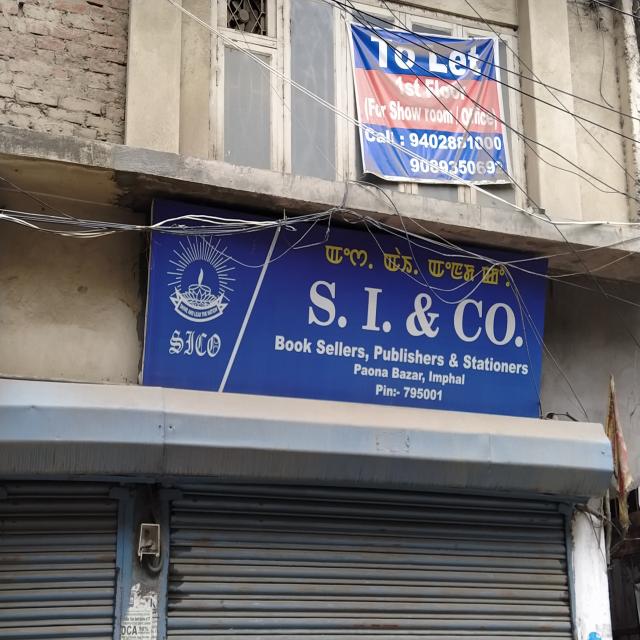 To Let
1st Floor
(For Show room / Office)
Call : 9402881000
S. I. & CO.
SICO
Book Sellers, Publishers & Stationers
Paona Bazar, Imphal
Pin:- 795001
DCA